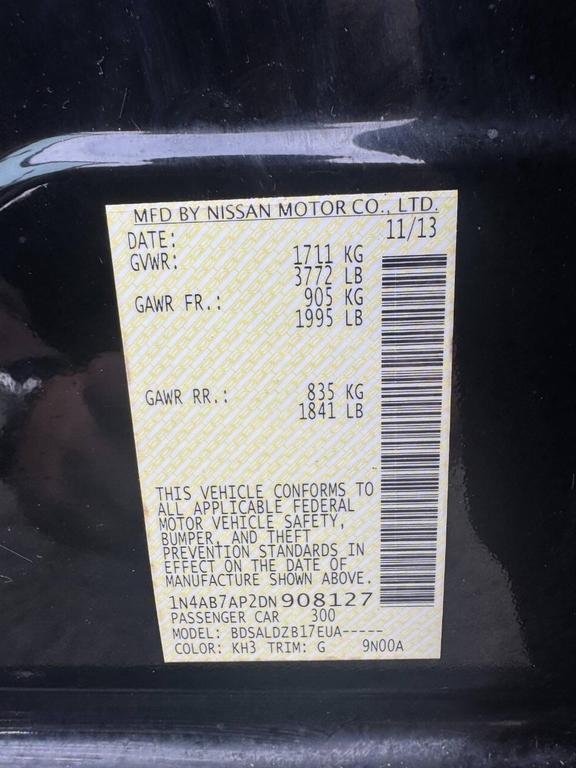 MFD BY NISSAN MOTOR CO., LTD.
DATE: 11/13
GVWR: 1711 KG
3772 LB
GAWR FR.: 905 KG
1995 LB
GAWR RR.: 835 KG
1841 LB
THIS VEHICLE CONFORMS TO
ALL APPLICABLE FEDERAL
MOTOR VEHICLE SAFETY,
BUMPER, AND THEFT
PREVENTION STANDARDS IN
EFFECT ON THE DATE OF
MANUFACTURE SHOWN ABOVE.
1N4AB7AP2DN908127
PASSENGER CAR 300
MODEL: BDSALDZB17EUA-----
COLOR: KH3 TRIM: G 9N00A